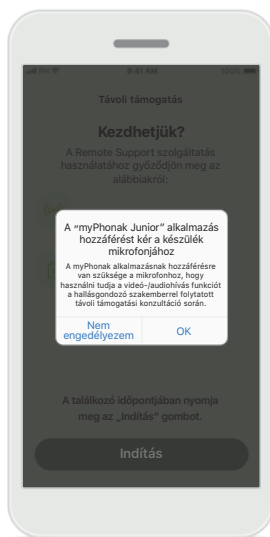 9:41 AM
100%
Távoli támogatás
Kezdhetjük?
A Remote Support szolgáltatás
használatához győződjön meg az
alábbiakról:
A "myPhonak Junior" alkalmazás
hozzáférést kér a készülék
mikrofonjához
A myPhonak alkalmazásnak hozzáférésre
van szüksége a mikrofonhoz, hogy
használni tudja a videó-/audiohívás funkciót
a hallásgondozó szakemberrel folytatott
távoli támogatási konzultáció során.
Nem
engedélyezem
OK
A találkozó időpontjában nyomja
meg az „Indítás” gombot.
Indítás